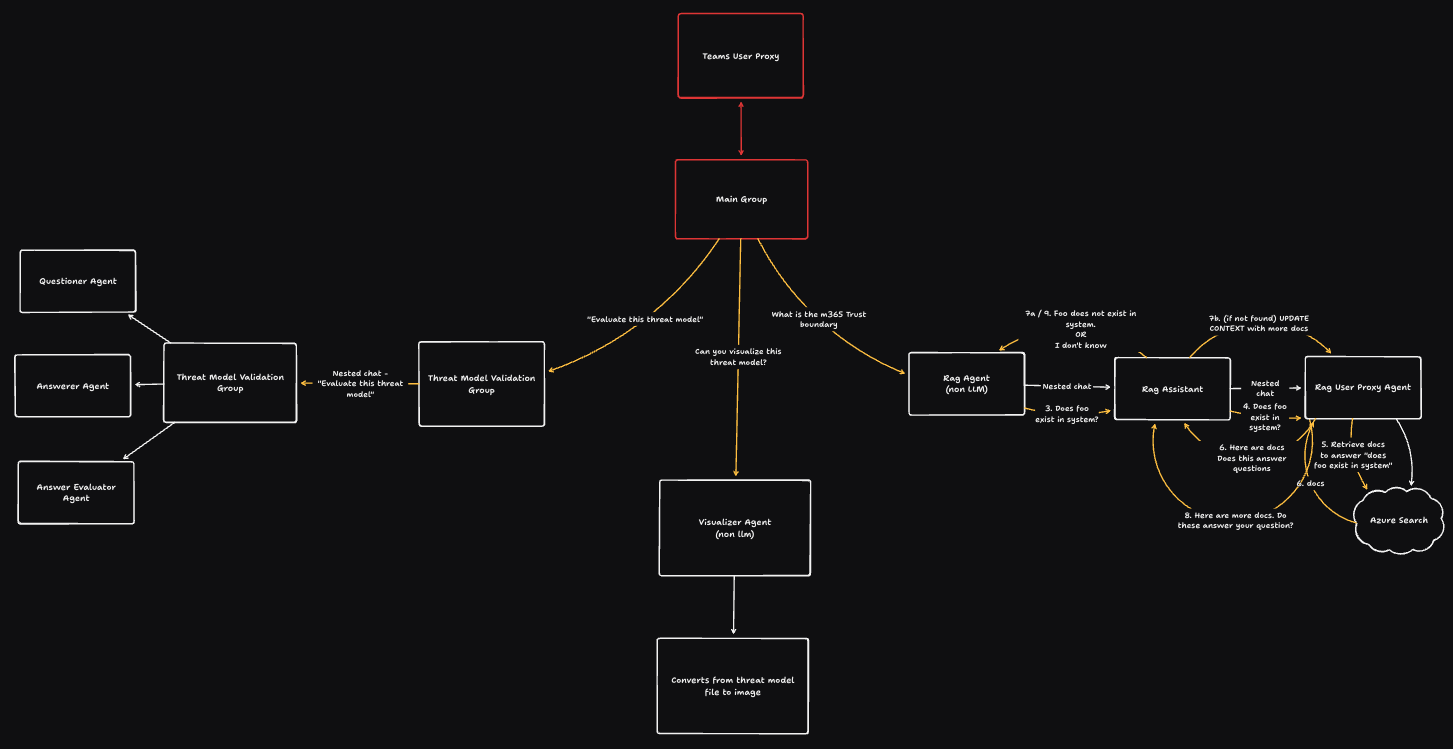 Teams User Proxy
Main Group
"Evaluate this threat model"
Can you visualize this
threat model?
What is the m365 Trust
boundary
Questioner Agent
Answerer Agent
Answer Evaluator
Agent
Threat Model Validation
Group
Nested chat -
"Evaluate this threat
model"
Threat Model Validation
Group
Visualizer Agent
(non llm)
Converts from threat model
file to image
Rag Agent
(non LLM)
7a / 9. Foo does not exist in
system.
OR
I don't know
Nested chat
3. Does foo
exist in system?
Rag Assistant
7b. (if not found) UPDATE
CONTEXT with more docs
Nested
chat
4. Does foo
exist in
system?
Rag User Proxy Agent
6. Here are docs
Does this answer
questions
5. Retrieve docs
to answer "does
foo exist in system"
6. docs
8. Here are more docs. Do
these answer your question?
Azure Search